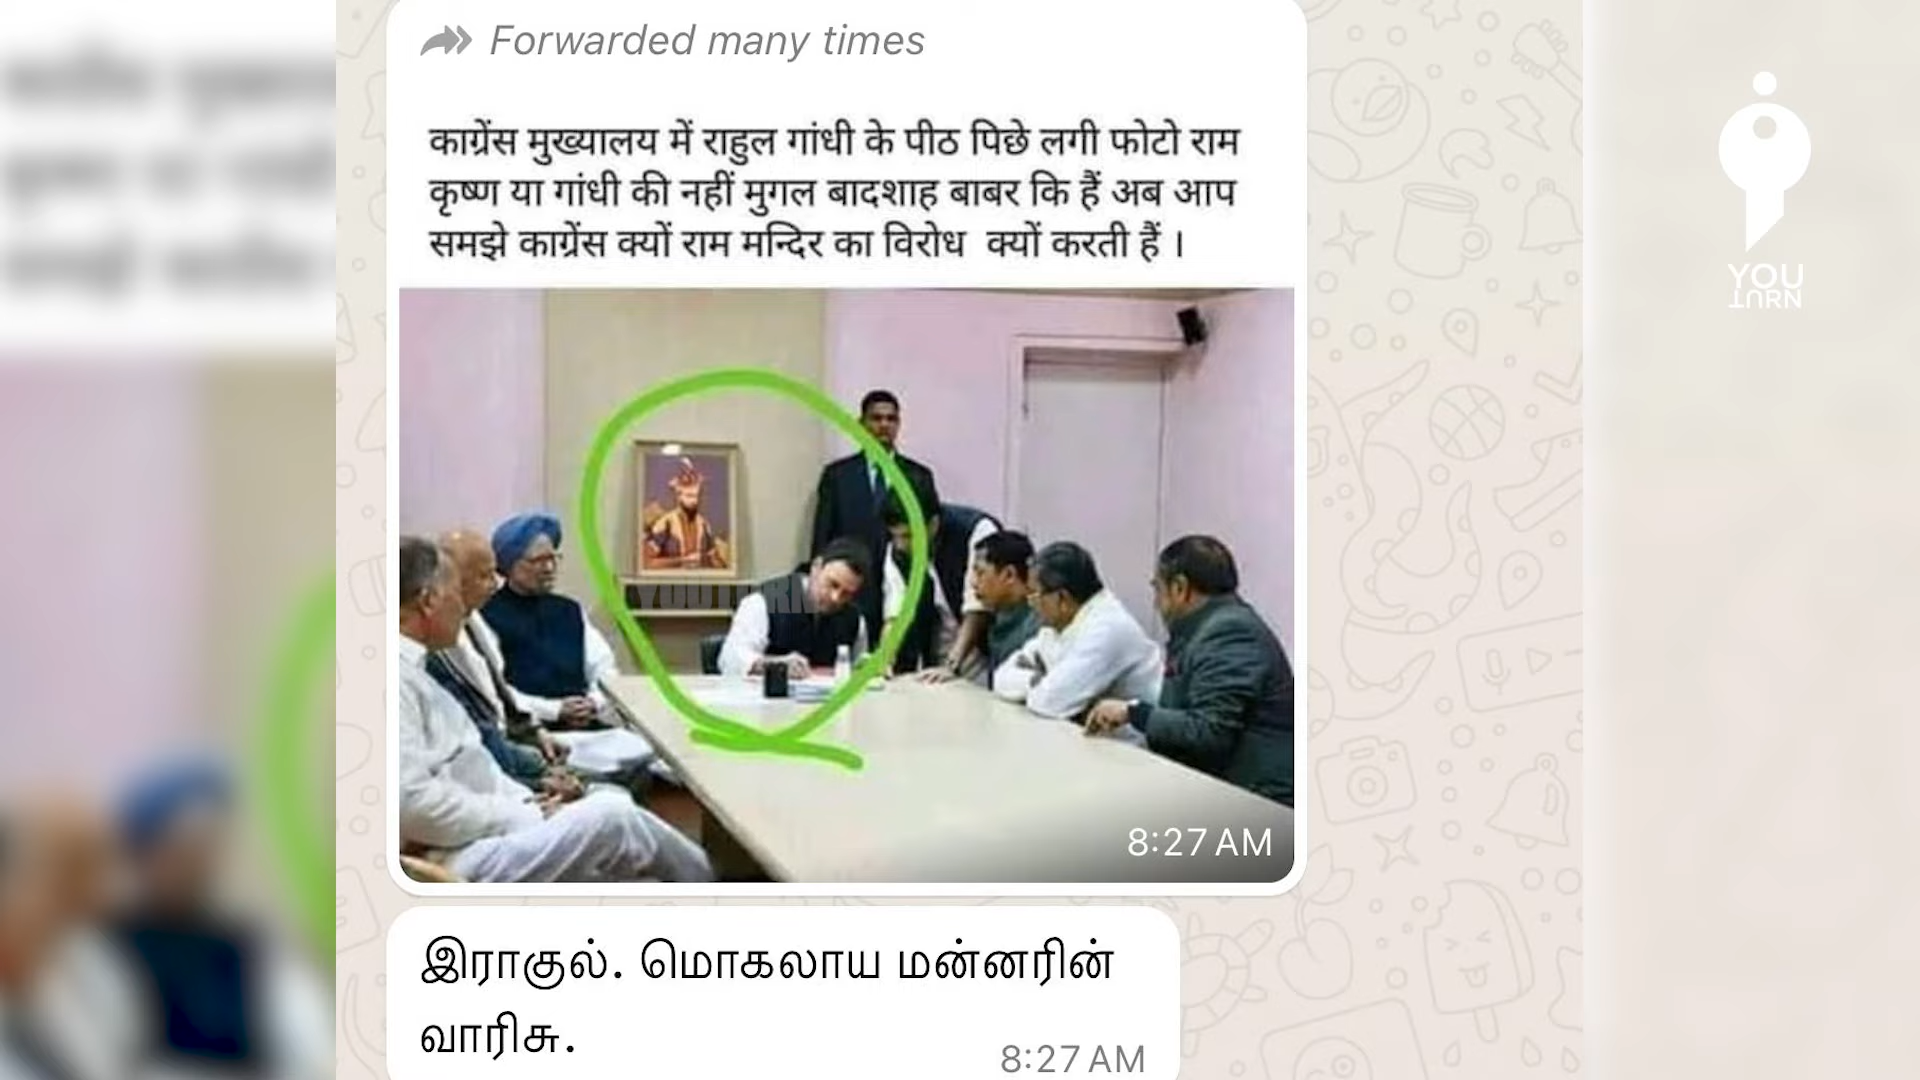 Forwarded many times
काग्रेंस मुख्यालय में राहुल गांधी के पीठ पिछे लगी फोटो राम
कृष्ण या गांधी की नहीं मुगल बादशाह बाबर कि हैं अब आप
समझे काग्रेंस क्यों राम मन्दिर का विरोध क्यों करती हैं ।
YOUTURN
8:27 AM
இராகுல். மொகலாய மன்னரின்
வாரிசு.
8:27 AM
YOU
TURN